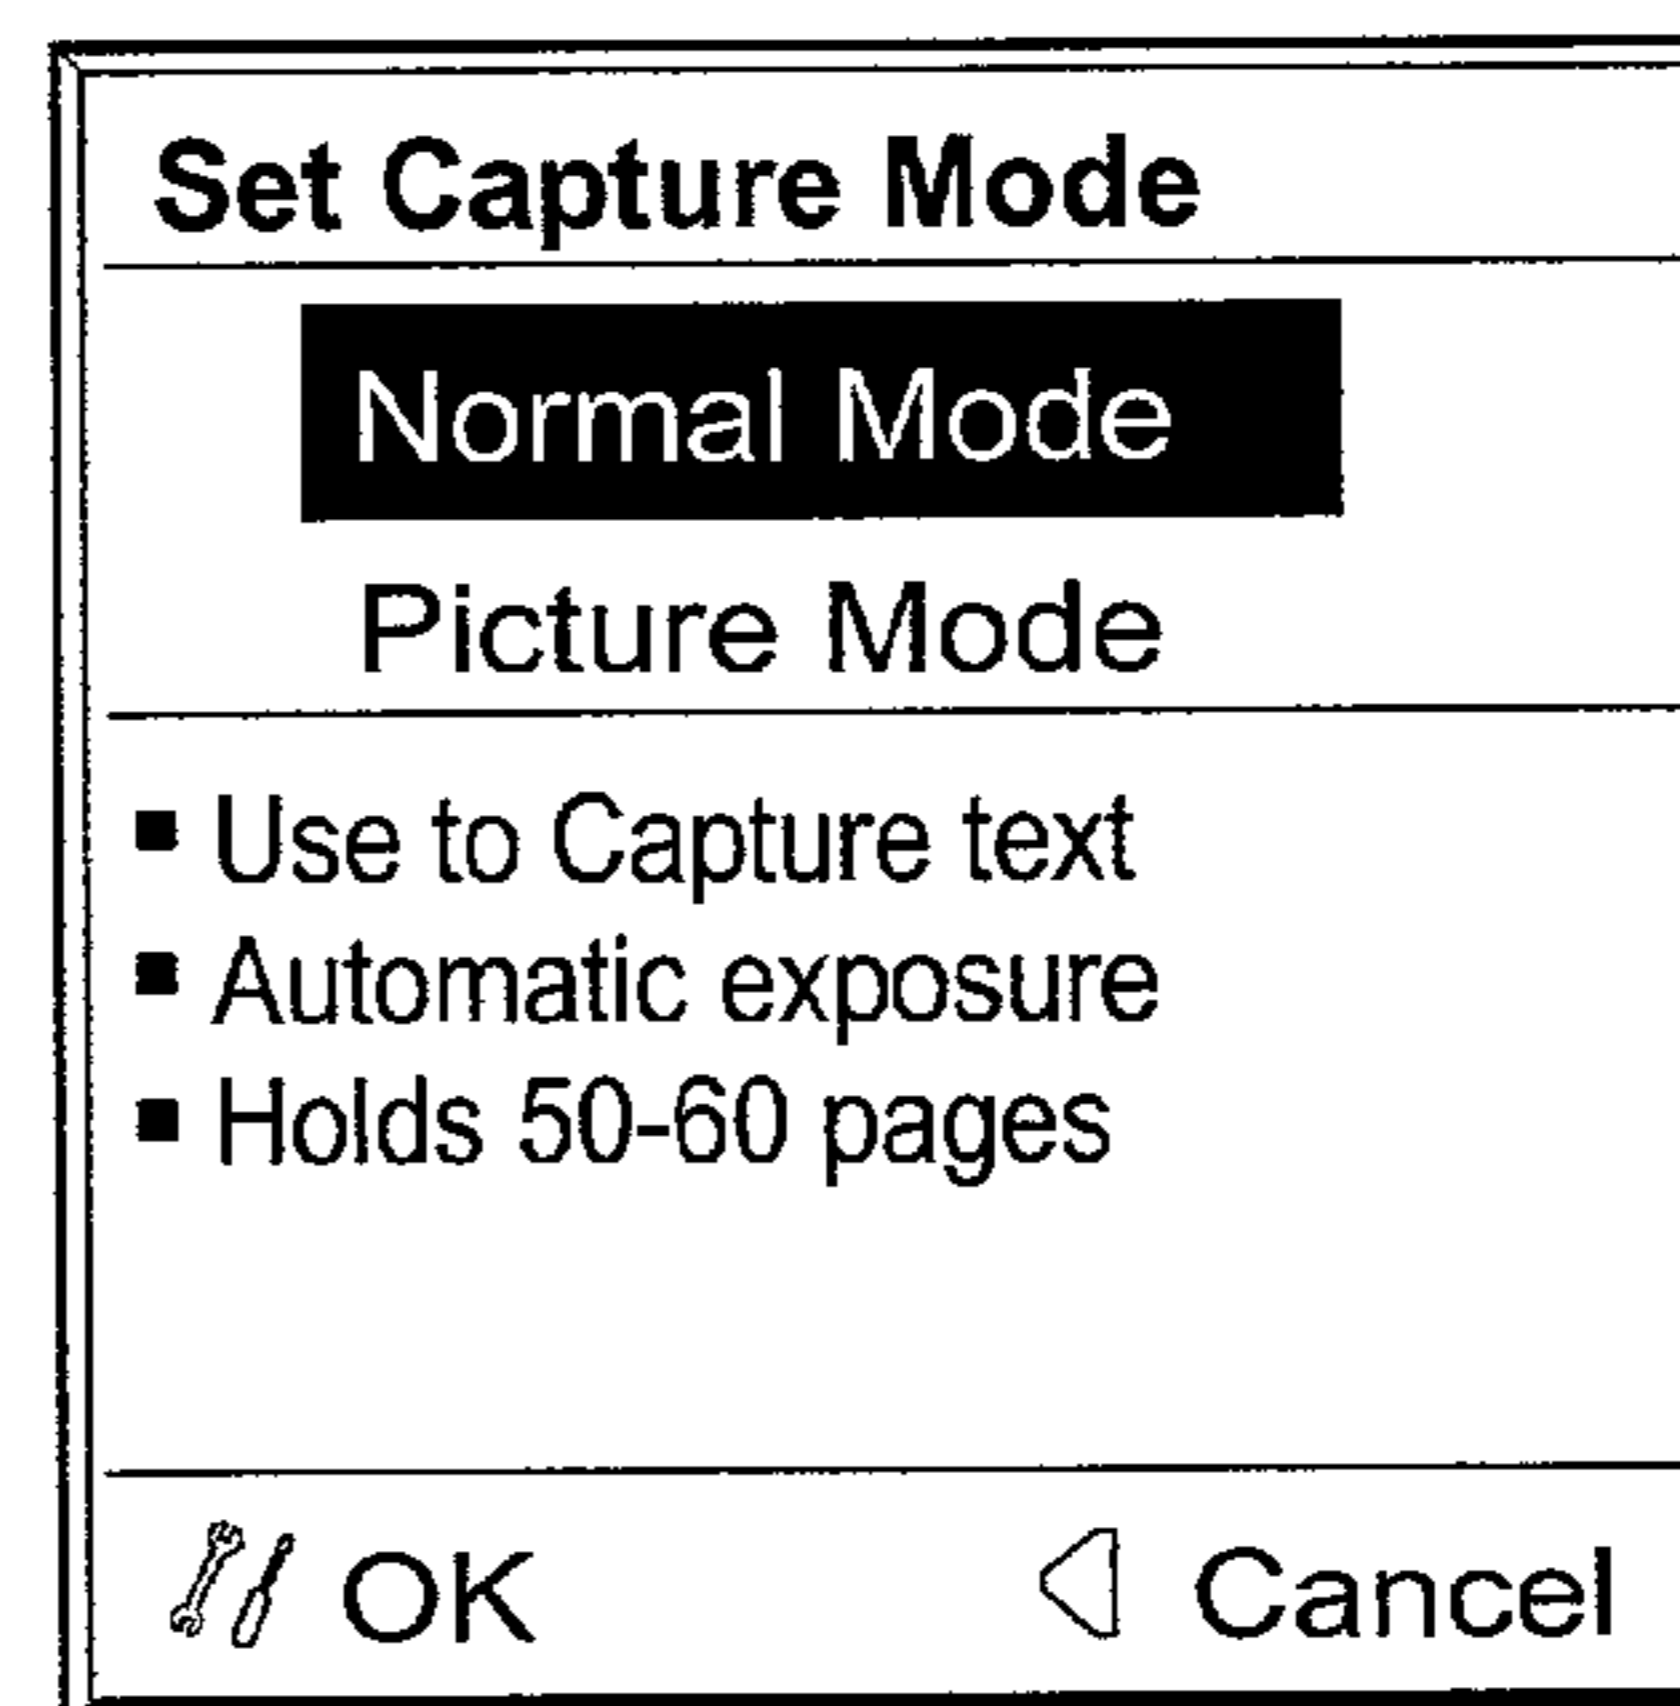 Set Capture Mode
Normal Mode
Picture Mode
▪ Use to Capture text
▪ Automatic exposure
▪ Holds 50-60 pages
OK Cancel